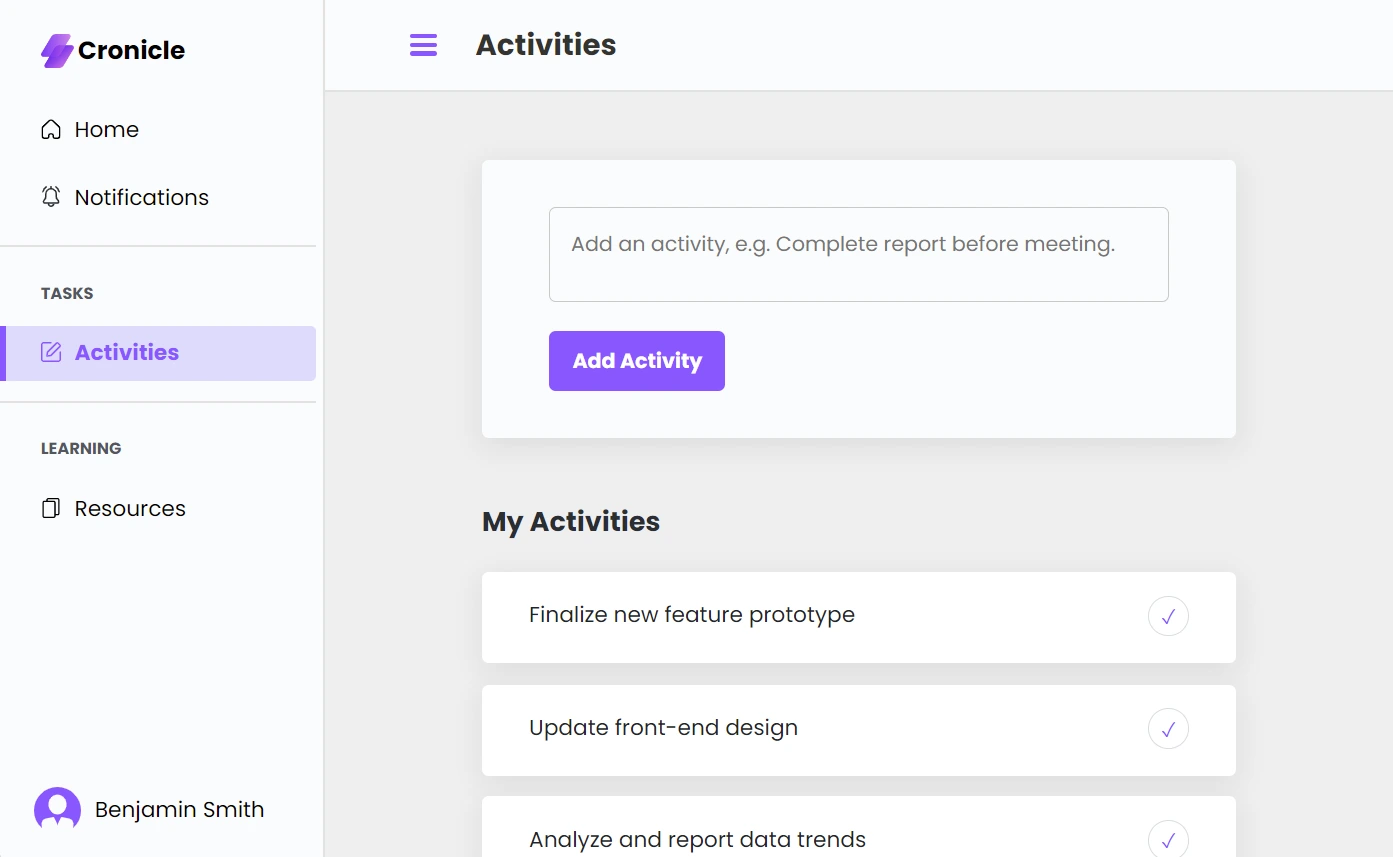 Cronicle
Home
Notifications
TASKS
Activities
LEARNING
Resources
Benjamin Smith
Activities
Add an activity, e.g. Complete report before meeting.
Add Activity
My Activities
Finalize new feature prototype
Update front-end design
Analyze and report data trends